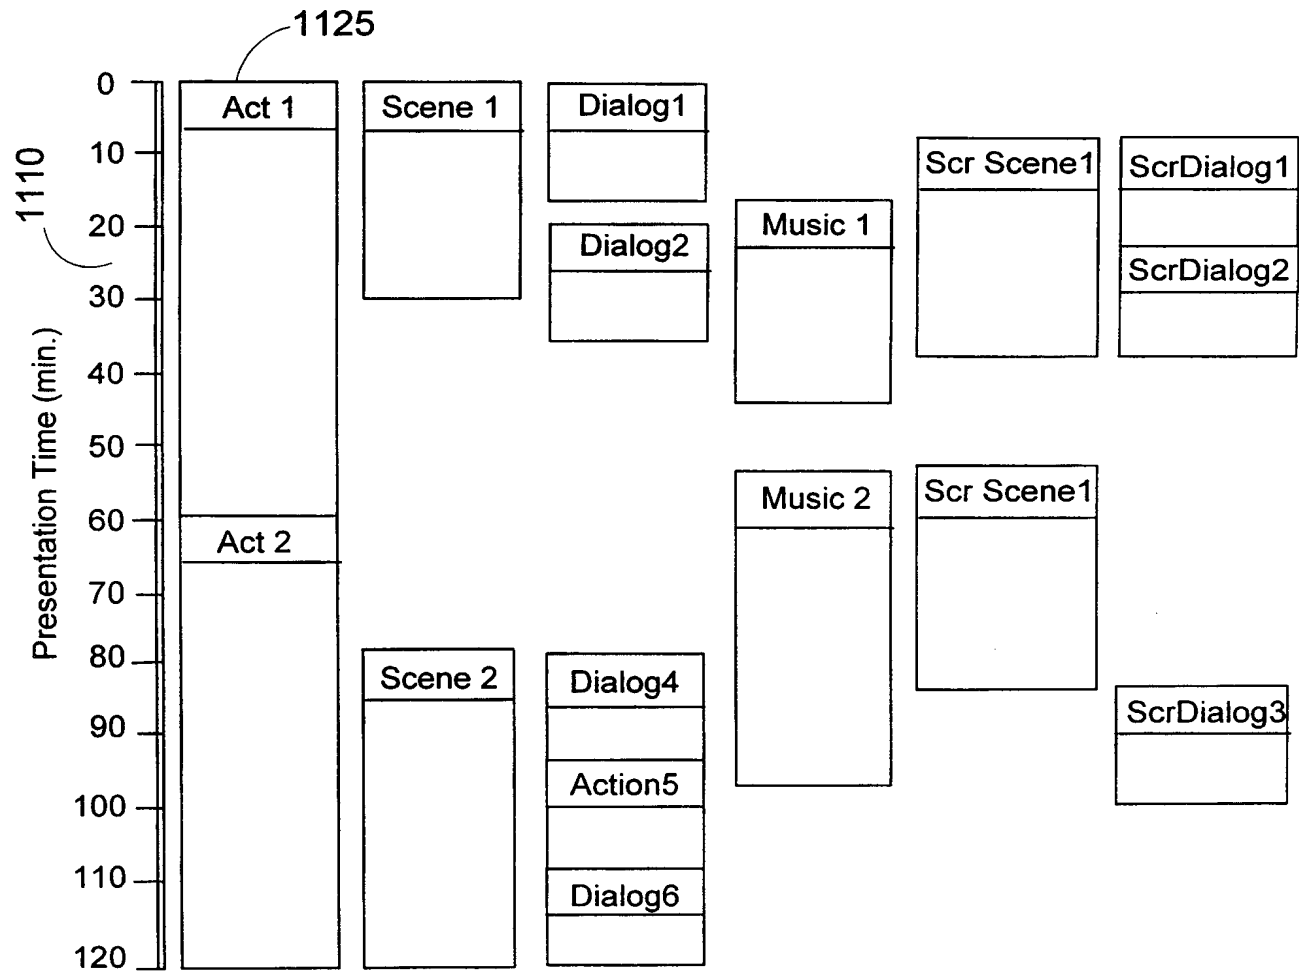 1125
0
Act 1
Scene 1
Dialog1
10
Scr Scene1
ScrDialog1
1110
20
Music 1
Dialog2
ScrDialog2
30
Presentation Time (min.)
40
50
Music 2
Scr Scene1
60
Act 2
70
80
Scene 2
Dialog4
90
ScrDialog3
Action5
100
110
Dialog6
120